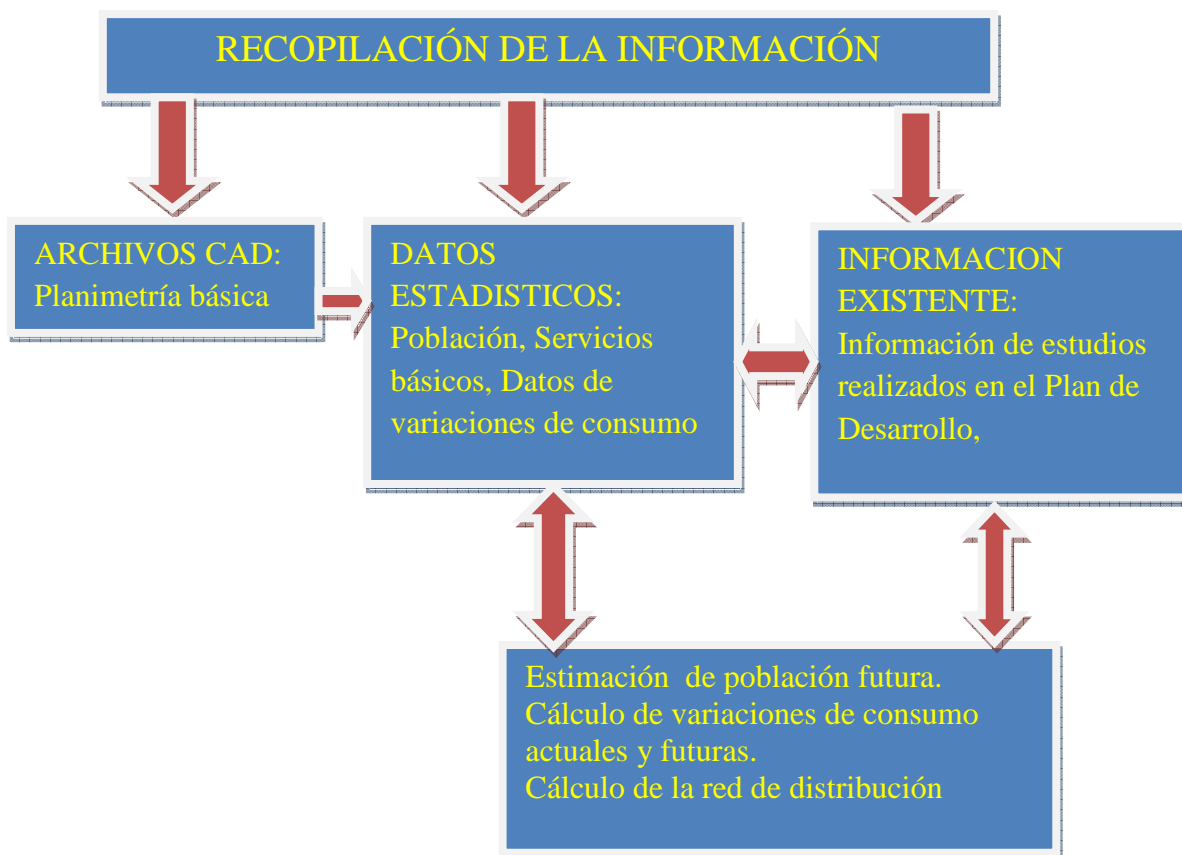 RECOPILACIÓN DE LA INFORMACIÓN
ARCHIVOS CAD:
Planimetría básica
DATOS
ESTADISTICOS:
Población, Servicios
básicos, Datos de
variaciones de consumo
INFORMACION
EXISTENTE:
Información de estudios
realizados en el Plan de
Desarrollo,
Estimación  de población futura.
Cálculo de variaciones de consumo
actuales y futuras.
Cálculo de la red de distribución